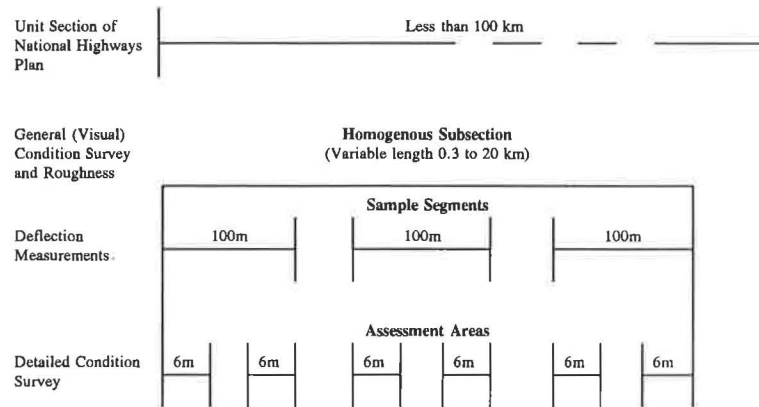 Unit Section of
National Highways
Plan
Less than 100 km
General (Visual)
Condition Survey
and Roughness
Homogenous Subsection
(Variable length 0.3 to 20 km)
Sample Segments
Deflection
Measurements
100m
100m
100m
Assessment Areas
Detailed Condition
Survey
6m
6m
6m
6m
6m
6m